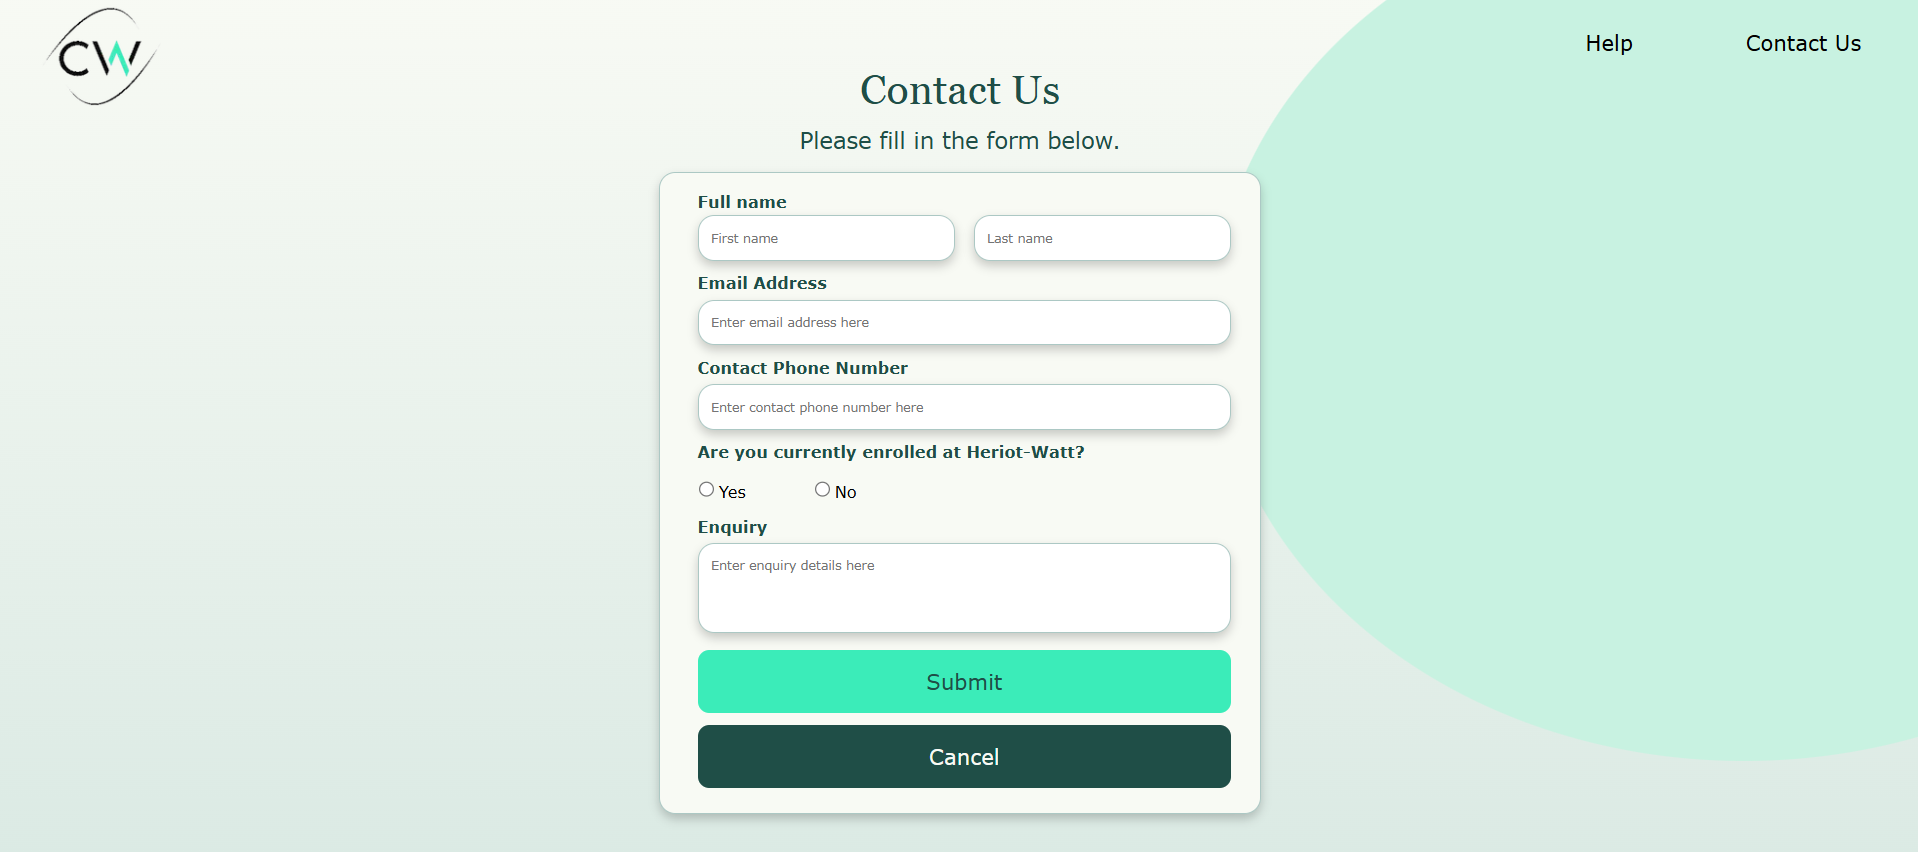 CW
Help
Contact Us
Contact Us
Please fill in the form below.
Full name
First name
Last name
Email Address
Enter email address here
Contact Phone Number
Enter contact phone number here
Are you currently enrolled at Heriot-Watt?
Yes
No
Enquiry
Enter enquiry details here
Submit
Cancel